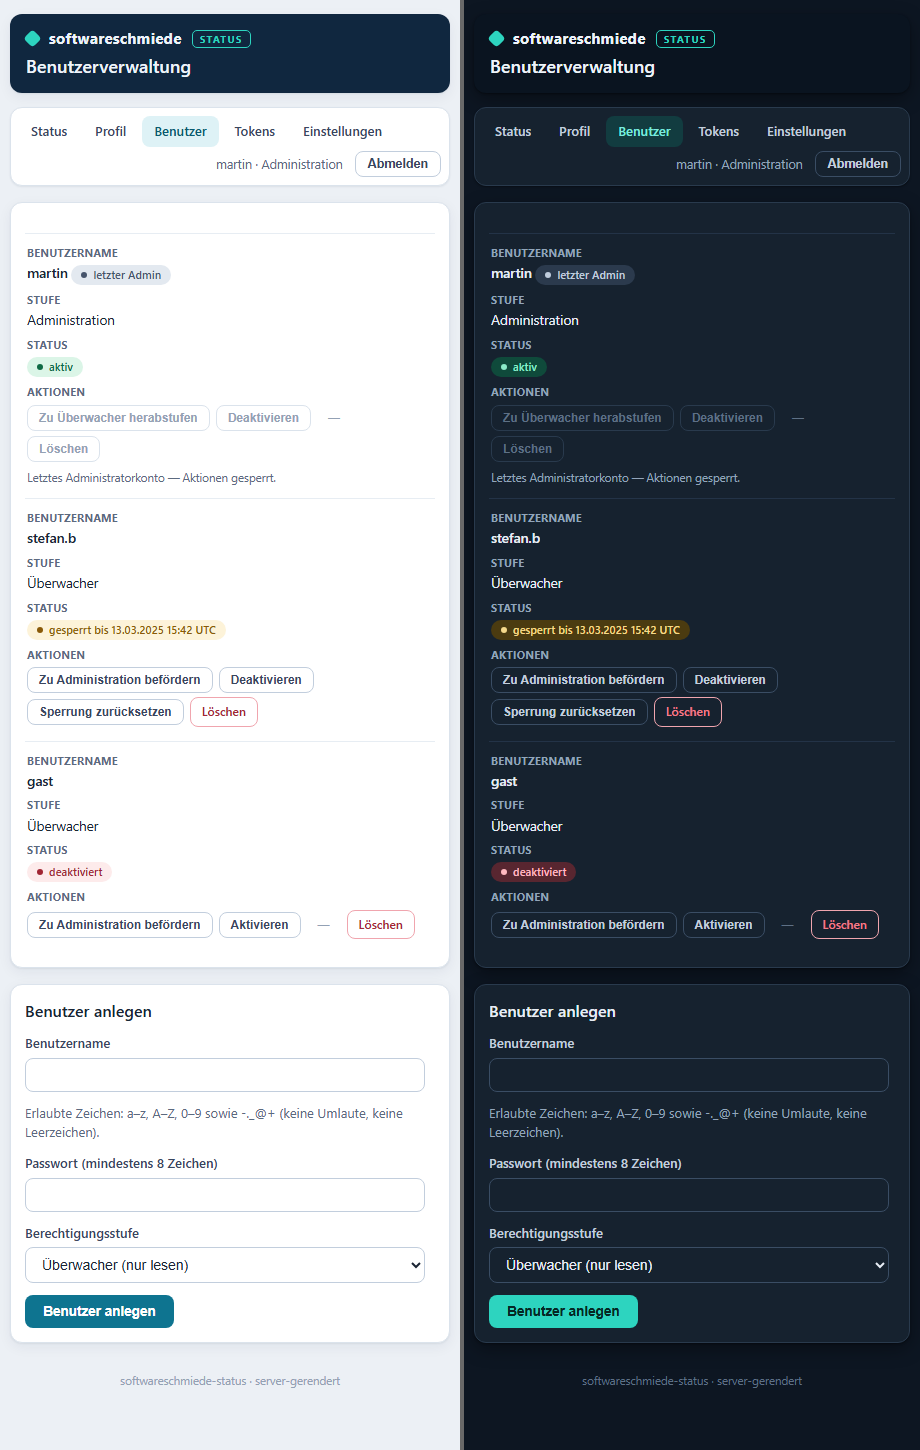 softwareschmiede STATUS
Benutzerverwaltung
Status Profil Benutzer Tokens Einstellungen
martin · Administration Abmelden
BENUTZERNAME
martin letzter Admin
STUFE
Administration
STATUS
aktiv
AKTIONEN
Zu Überwacher herabstufen Deaktivieren —
Löschen
Letztes Administratorkonto — Aktionen gesperrt.
BENUTZERNAME
stefan.b
STUFE
Überwacher
STATUS
gesperrt bis 13.03.2025 15:42 UTC
AKTIONEN
Zu Administration befördern Deaktivieren
Sperrung zurücksetzen Löschen
BENUTZERNAME
gast
STUFE
Überwacher
STATUS
deaktiviert
AKTIONEN
Zu Administration befördern Aktivieren — Löschen
Benutzer anlegen
Benutzername
Erlaubte Zeichen: a–z, A–Z, 0–9 sowie -._@+ (keine Umlaute, keine
Leerzeichen).
Passwort (mindestens 8 Zeichen)
Berechtigungsstufe
Überwacher (nur lesen)
Benutzer anlegen
softwareschmiede-status · server-gerendert
softwareschmiede STATUS
Benutzerverwaltung
Status Profil Benutzer Tokens Einstellungen
martin · Administration Abmelden
BENUTZERNAME
martin letzter Admin
STUFE
Administration
STATUS
aktiv
AKTIONEN
Zu Überwacher herabstufen Deaktivieren —
Löschen
Letztes Administratorkonto — Aktionen gesperrt.
BENUTZERNAME
stefan.b
STUFE
Überwacher
STATUS
gesperrt bis 13.03.2025 15:42 UTC
AKTIONEN
Zu Administration befördern Deaktivieren
Sperrung zurücksetzen Löschen
BENUTZERNAME
gast
STUFE
Überwacher
STATUS
deaktiviert
AKTIONEN
Zu Administration befördern Aktivieren — Löschen
Benutzer anlegen
Benutzername
Erlaubte Zeichen: a–z, A–Z, 0–9 sowie -._@+ (keine Umlaute, keine
Leerzeichen).
Passwort (mindestens 8 Zeichen)
Berechtigungsstufe
Überwacher (nur lesen)
Benutzer anlegen
softwareschmiede-status · server-gerendert